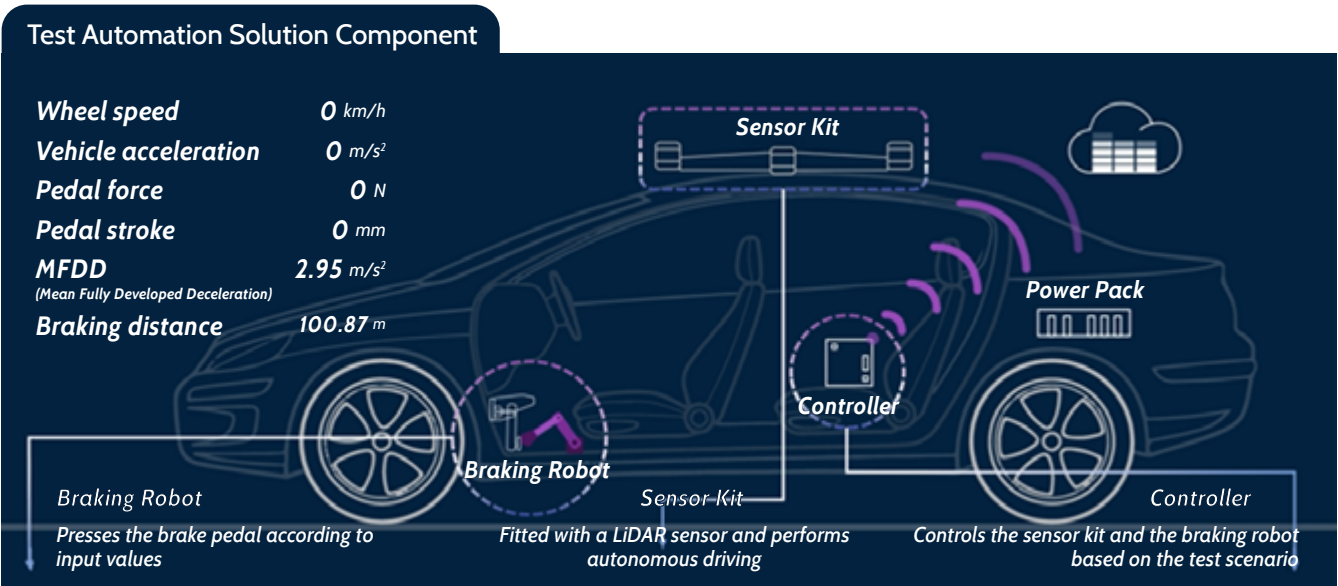 Test Automation Solution Component
Wheel speed 0 km/h
Vehicle acceleration 0 m/s²
Pedal force 0 N
Pedal stroke 0 mm
MFDD 2.95 m/s²
(Mean Fully Developed Deceleration)
Braking distance 100.87 m
Sensor Kit
Power Pack
Controller
Braking Robot
Braking Robot
Presses the brake pedal according to
input values
Sensor Kit
Fitted with a LiDAR sensor and performs
autonomous driving
Controller
Controls the sensor kit and the braking robot
based on the test scenario